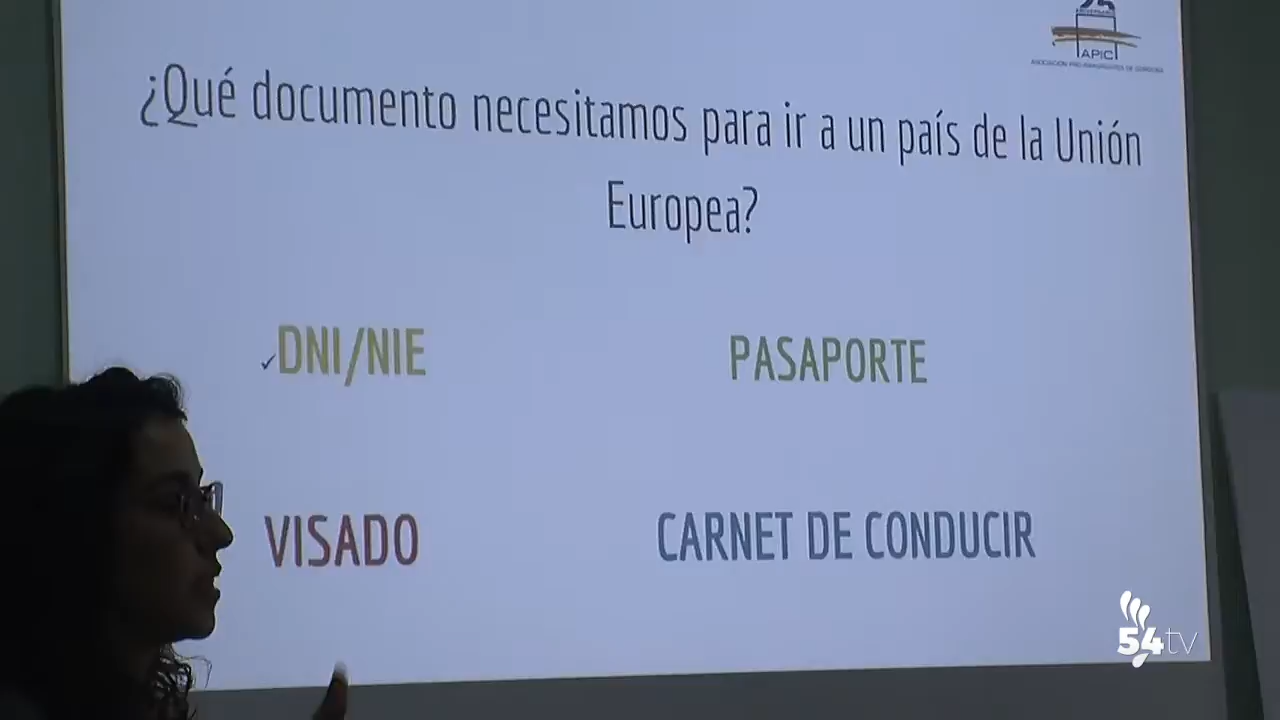 APIC
¿Qué documento necesitamos para ir a un país de la Unión
Europea?
DNI/NIE
PASAPORTE
VISADO
CARNET DE CONDUCIR
54tv